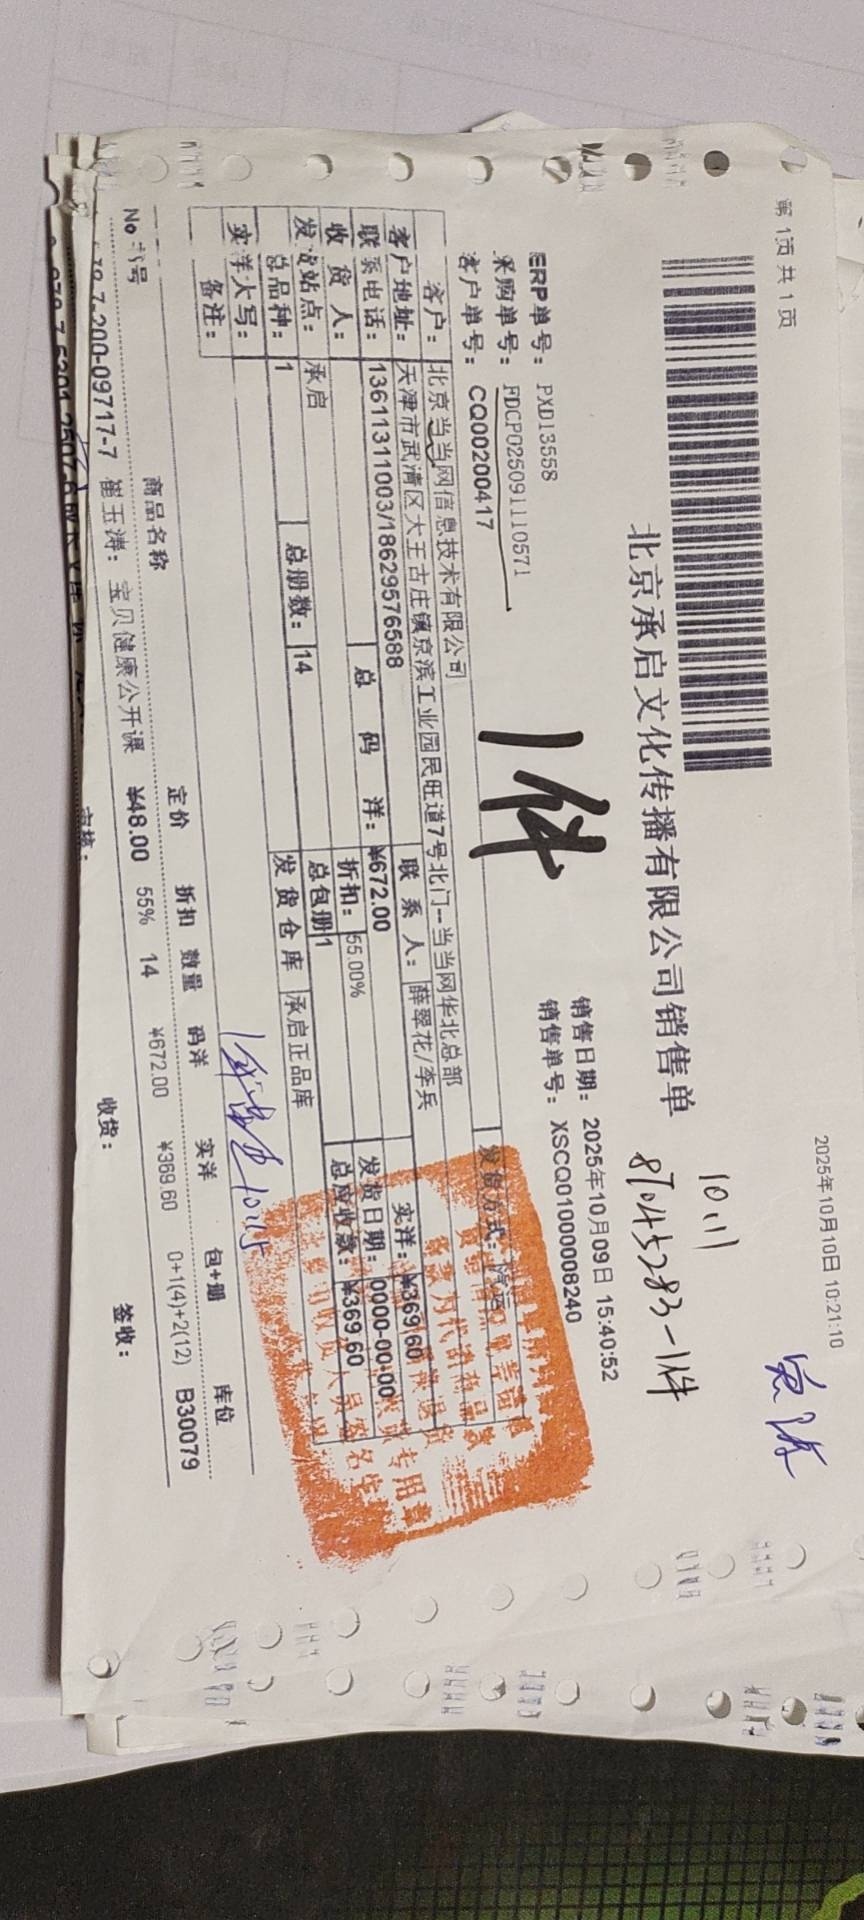 第 1页 共 1 页
2025年10月10日 10:21:10
北京承启文化传播有限公司销售单
10.11
87045283-1件
1件
ERP单号： PXD13558
销售日期： 2025年10月09日 15:40:52
采购单号： FDCP025091110571
销售单号： XSCQ01000008240
客户单号： CQ00200417
客户： 北京当当网信息技术有限公司 发货方式：
客户地址： 天津市武清区大王古庄镇京滨工业园民旺道7号北门--当当网华北总部
联系电话： 13611311003/18629576588 联 系 人： 薛翠花/李兵 实洋： ¥369.60
收 货 人： 总 码 洋： ¥672.00 发货日期： 0000-00-00
发货站点： 承启 折扣： 55.00% 总应收款： ¥369.60
总品种： 1 总册数： 14 总包册 1
实洋大写： 发 货 仓 库 承启正品库
备注：
No 书号 商品名称 定价 折扣 数量 码洋 实洋 包+册 库位
78-7-200-09717-7 崔玉涛：宝贝健康公开课 ¥48.00 55% 14 ¥672.00 ¥369.60 0+1(4)+2(12) B30079
审核： 收货： 签收：